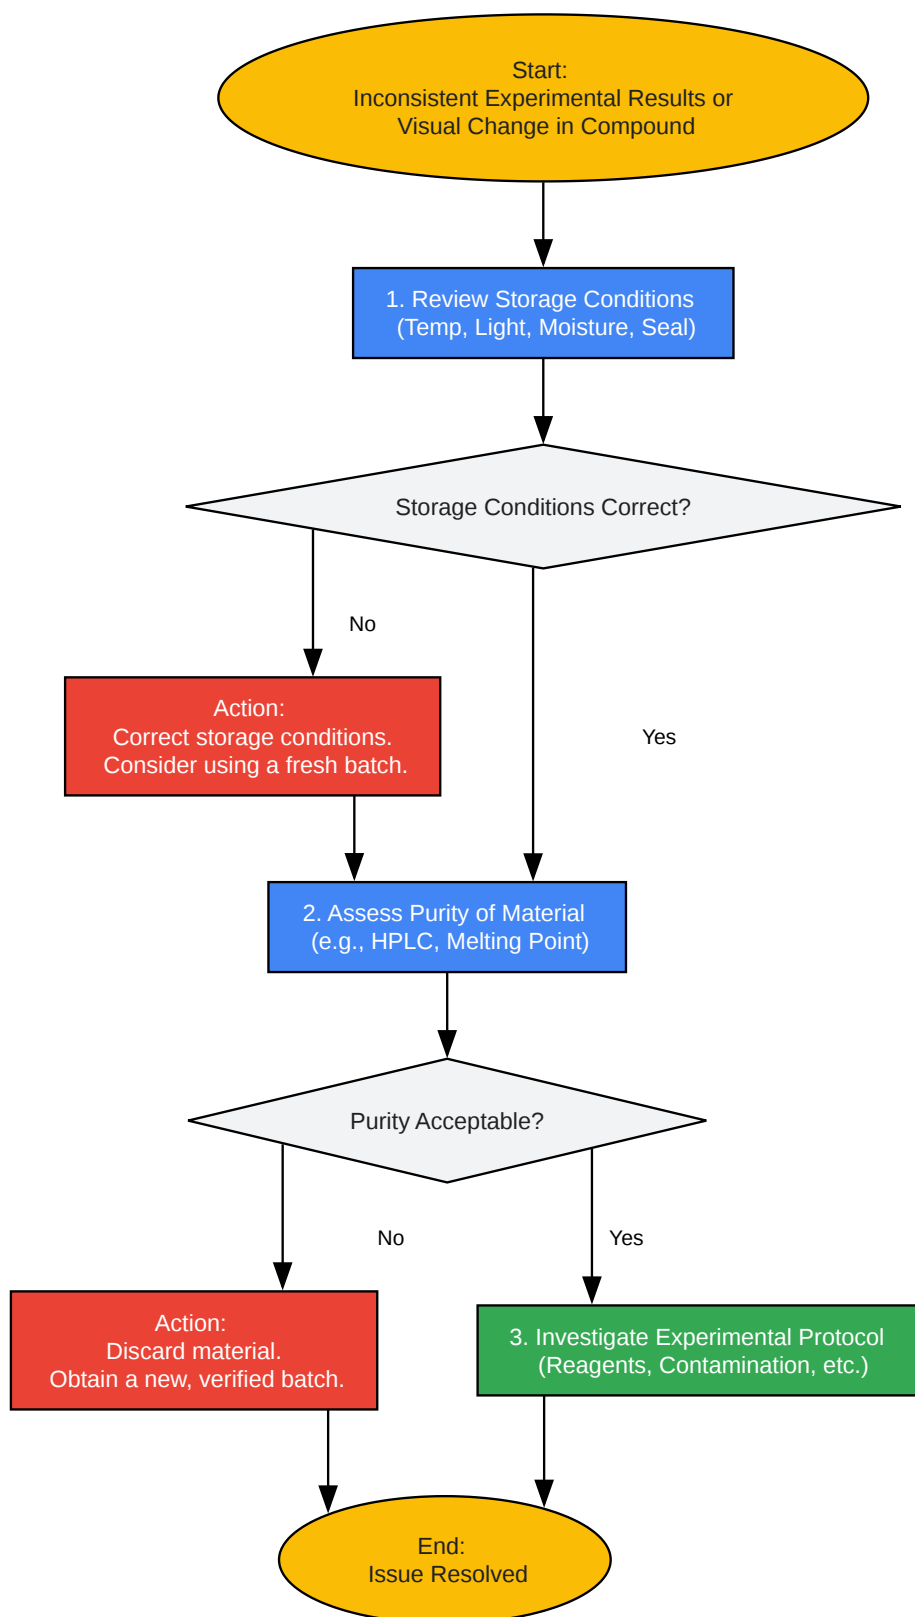 Start:
Inconsistent Experimental Results or
Visual Change in Compound
1. Review Storage Conditions
(Temp, Light, Moisture, Seal)
Storage Conditions Correct?
No
Action:
Correct storage conditions.
Consider using a fresh batch.
Yes
2. Assess Purity of Material
(e.g., HPLC, Melting Point)
Purity Acceptable?
No
Yes
Action:
Discard material.
Obtain a new, verified batch.
3. Investigate Experimental Protocol
(Reagents, Contamination, etc.)
End:
Issue Resolved